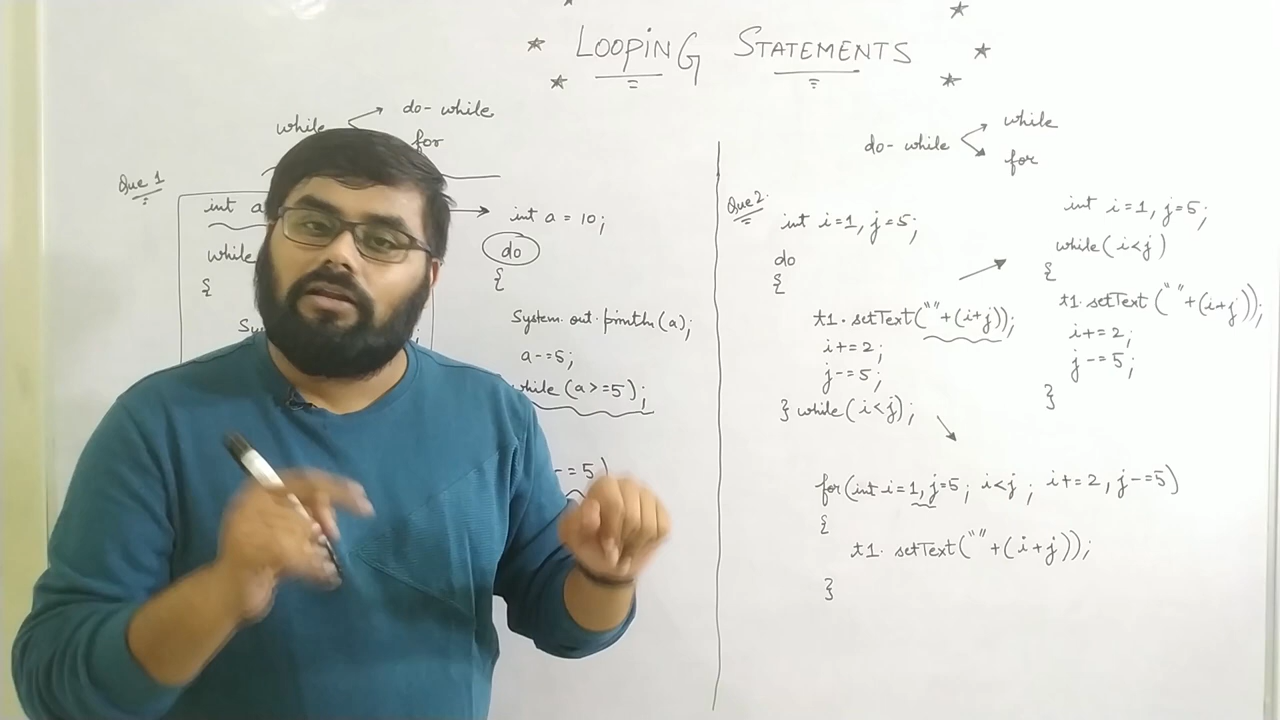 LOOPING STATEMENTS
while
do-while
for
Que 1
int a
while
{
int a = 10;
do
{
System.out.println(a);
a-=5;
while (a>=5);
-=5)
do-while
while
for
Que 2.
int i=1, j=5;
do
{
t1.setText(""+(i+j));
i+=2;
j-=5;
} while(i<j);
int i=1, j=5;
while(i<j)
{
t1.setText(""+(i+j));
i+=2;
j-=5;
}
for(int i=1, j=5; i<j; i+=2, j-=5)
{
t1.setText(""+(i+j));
}